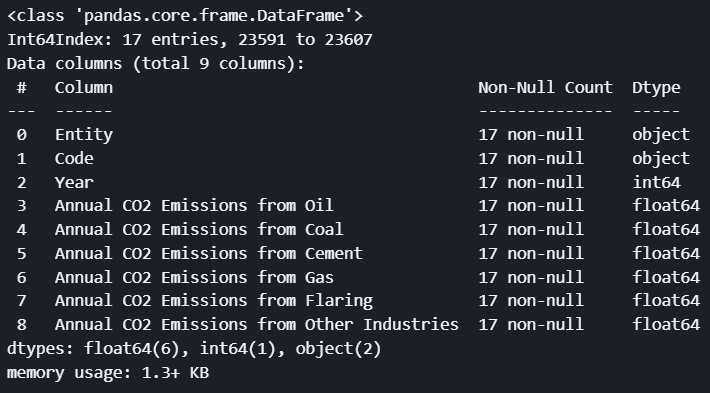 <class 'pandas.core.frame.DataFrame'>
Int64Index: 17 entries, 23591 to 23607
Data columns (total 9 columns):
 #   Column                                      Non-Null Count  Dtype
---  ------                                      --------------  -----
 0   Entity                                      17 non-null     object
 1   Code                                        17 non-null     object
 2   Year                                        17 non-null     int64
 3   Annual CO2 Emissions from Oil               17 non-null     float64
 4   Annual CO2 Emissions from Coal              17 non-null     float64
 5   Annual CO2 Emissions from Cement            17 non-null     float64
 6   Annual CO2 Emissions from Gas               17 non-null     float64
 7   Annual CO2 Emissions from Flaring           17 non-null     float64
 8   Annual CO2 Emissions from Other Industries  17 non-null     float64
dtypes: float64(6), int64(1), object(2)
memory usage: 1.3+ KB